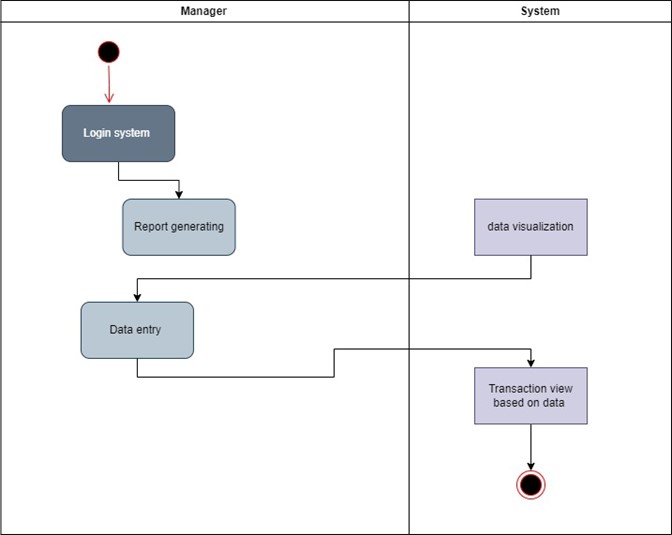 Manager
System
Login system
Report generating
data visualization
Data entry
Transaction view
based on data